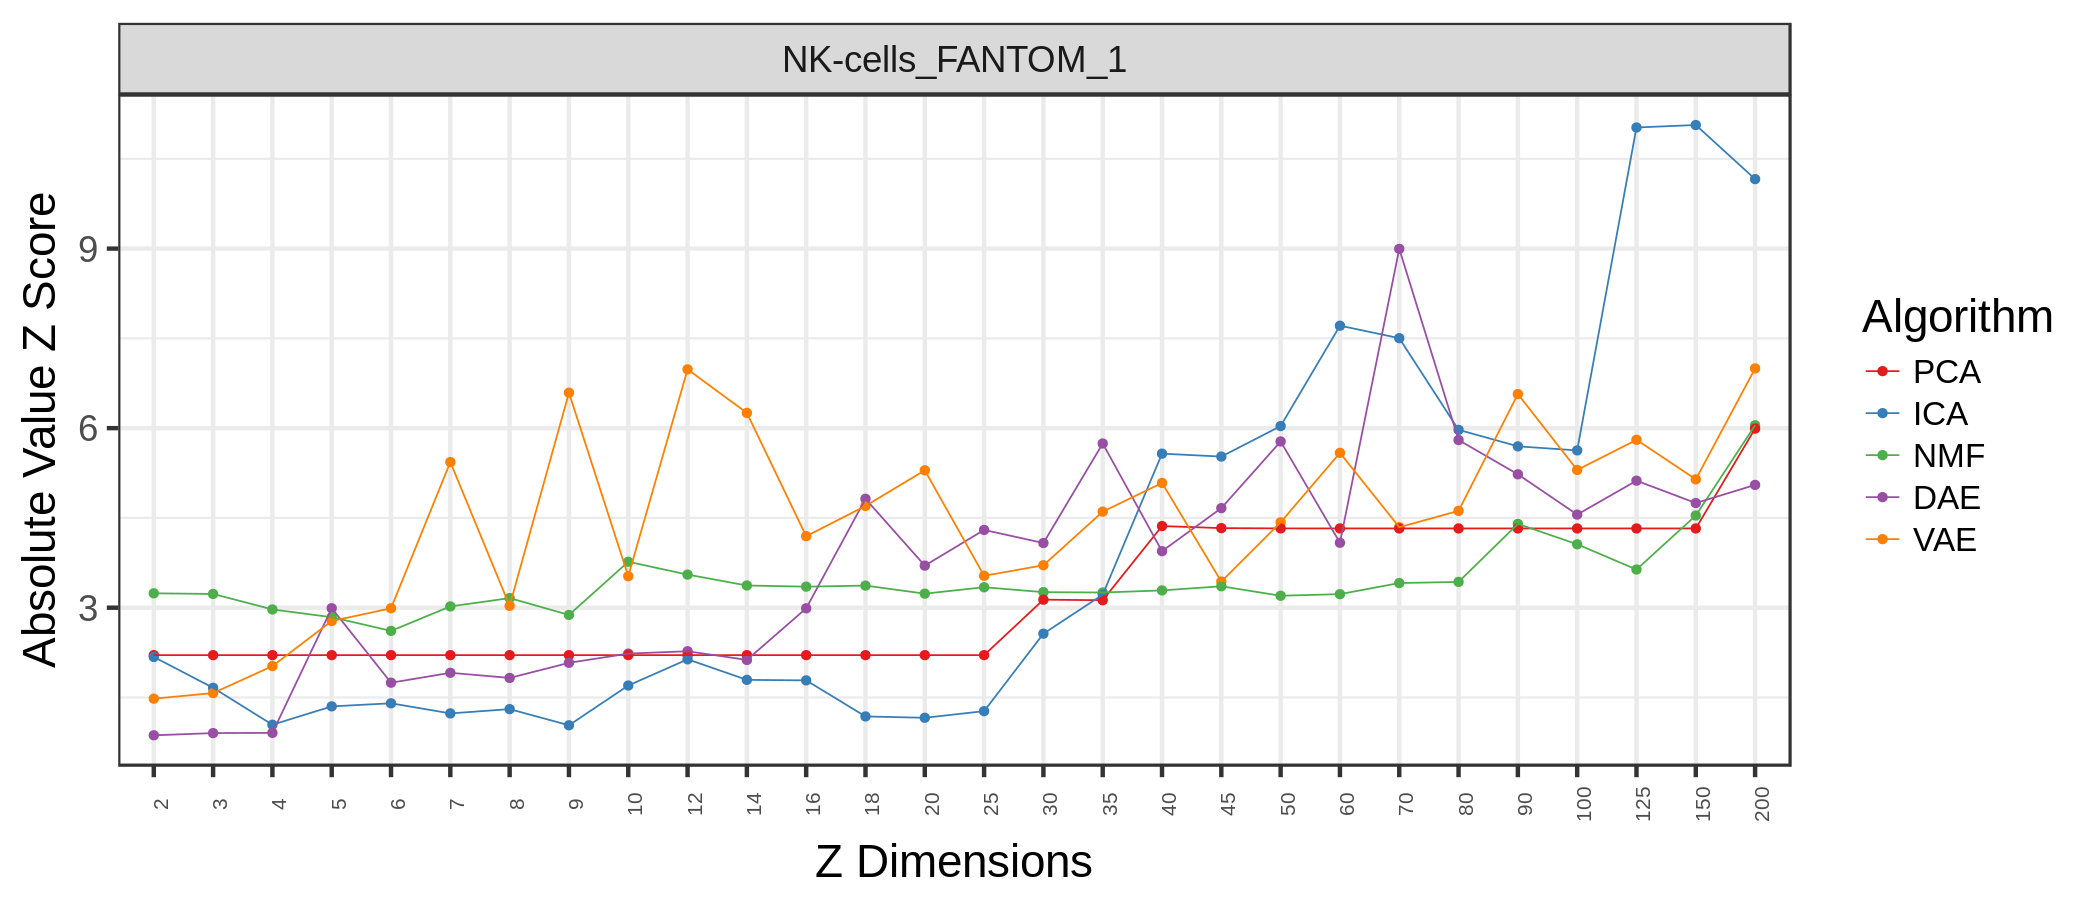 NK-cells_FANTOM_1
Absolute Value Z Score
9
6
3
2 3 4 5 6 7 8 9 10 12 14 16 18 20 25 30 35 40 45 50 60 70 80 90 100 125 150 200
Z Dimensions
Algorithm
PCA
ICA
NMF
DAE
VAE